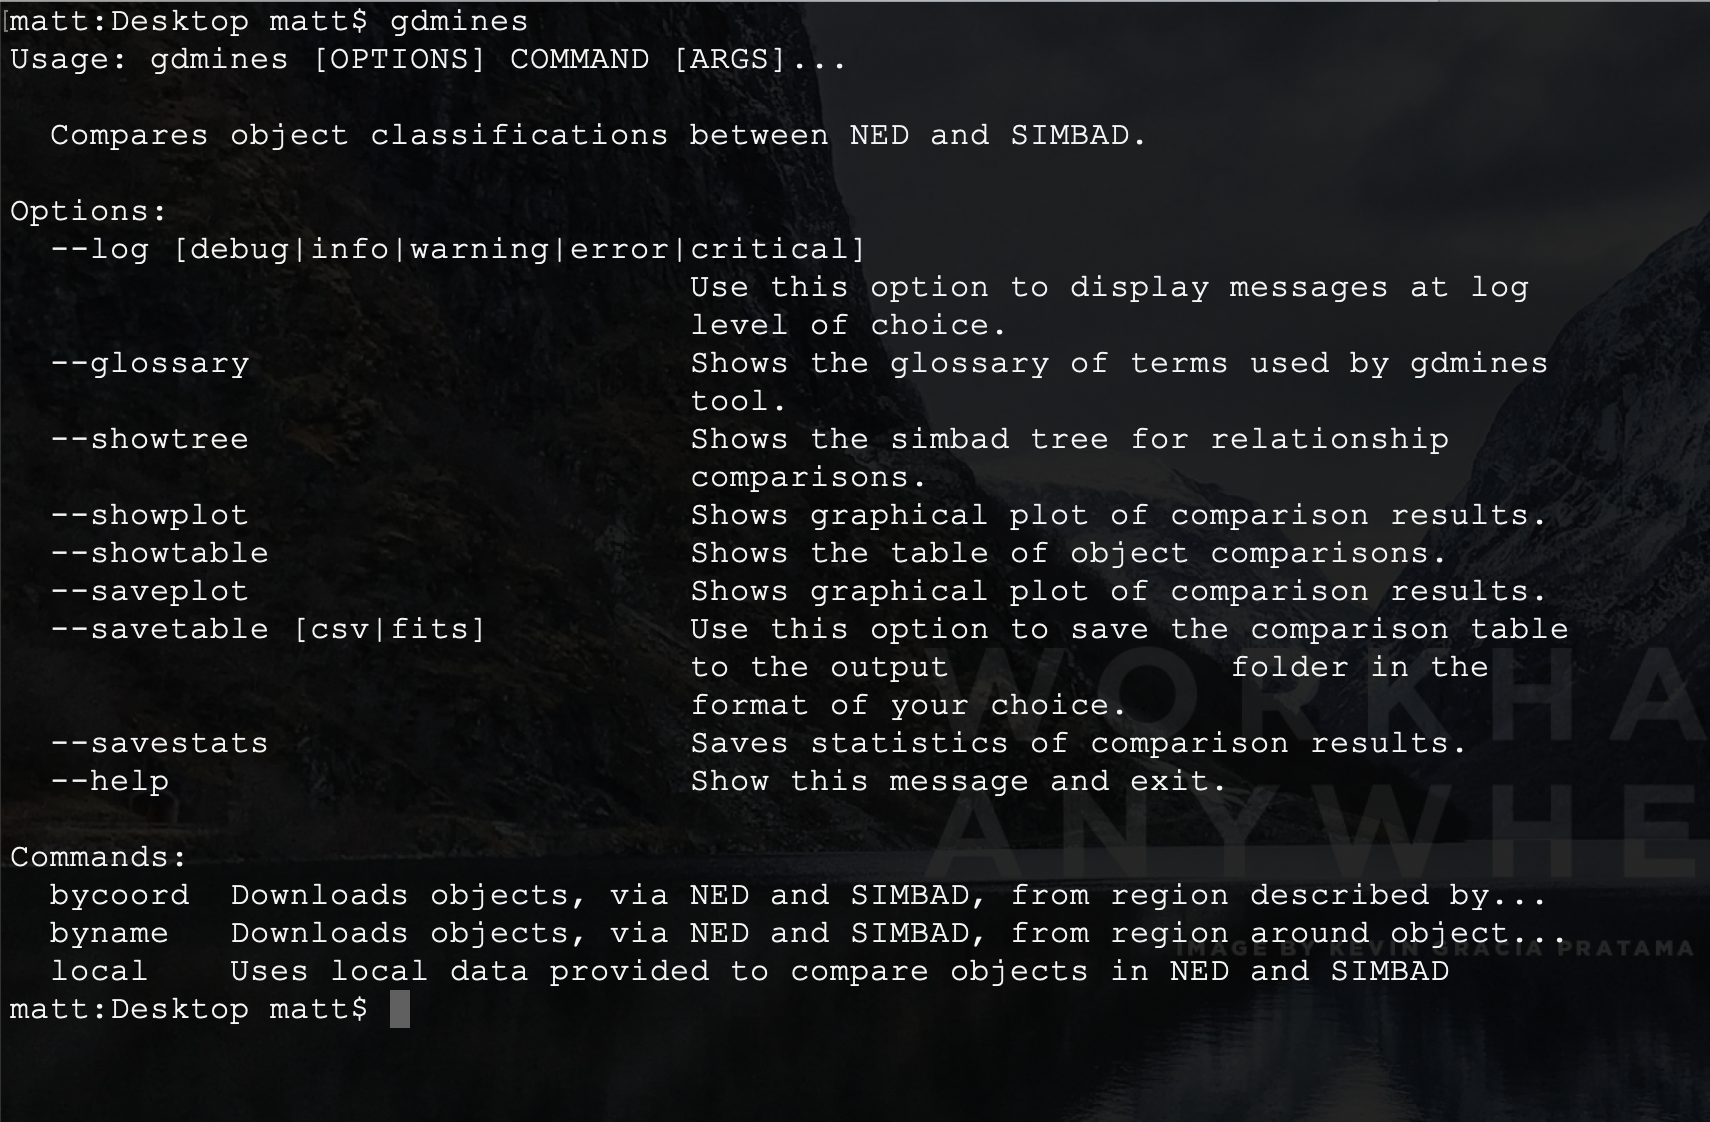 [matt:Desktop matt$ gdmines
Usage: gdmines [OPTIONS] COMMAND [ARGS]...

  Compares object classifications between NED and SIMBAD.

Options:
  --log [debug|info|warning|error|critical]
                                  Use this option to display messages at log
                                  level of choice.
  --glossary                      Shows the glossary of terms used by gdmines
                                  tool.
  --showtree                      Shows the simbad tree for relationship
                                  comparisons.
  --showplot                      Shows graphical plot of comparison results.
  --showtable                     Shows the table of object comparisons.
  --saveplot                      Shows graphical plot of comparison results.
  --savetable [csv|fits]          Use this option to save the comparison table
                                  to the output              folder in the
                                  format of your choice.
  --savestats                     Saves statistics of comparison results.
  --help                          Show this message and exit.

Commands:
  bycoord  Downloads objects, via NED and SIMBAD, from region described by...
  byname   Downloads objects, via NED and SIMBAD, from region around object...
  local    Uses local data provided to compare objects in NED and SIMBAD
matt:Desktop matt$
WORKHA
ANYWHE
IMAGE BY KEVIN GRACIA PRATAMA